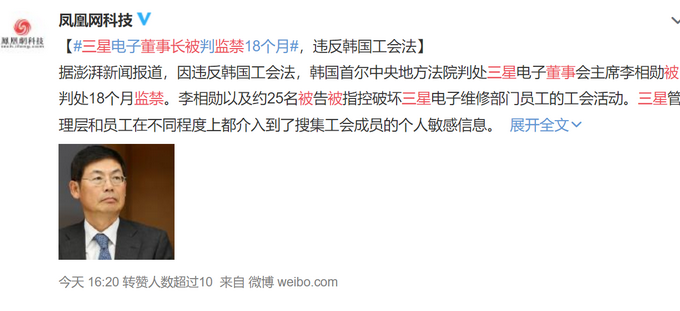 凤凰网科技
凤凰网科技
tech.ifeng.com
【#三星电子董事长被判监禁18个月#，违反韩国工会法】
据澎湃新闻报道，因违反韩国工会法，韩国首尔中央地方法院判处三星电子董事会主席李相勋被
判处18个月监禁。李相勋以及约25名被告被指控破坏三星电子维修部门员工的工会活动。三星管
理层和员工在不同程度上都介入到了搜集工会成员的个人敏感信息。 展开全文
今天 16:20 转赞人数超过10 来自 微博 weibo.com